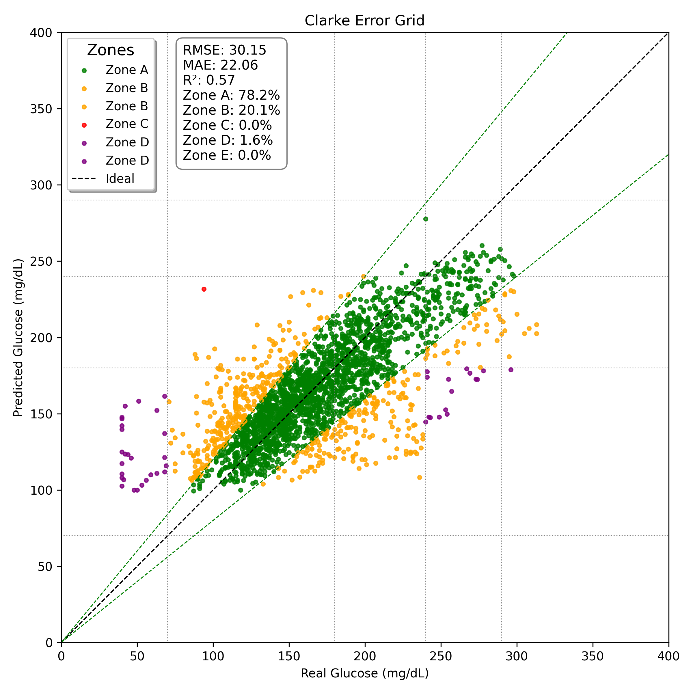 Clarke Error Grid
Zones
Zone A
Zone B
Zone B
Zone C
Zone D
Zone D
Ideal
RMSE: 30.15
MAE: 22.06
R²: 0.57
Zone A: 78.2%
Zone B: 20.1%
Zone C: 0.0%
Zone D: 1.6%
Zone E: 0.0%
Predicted Glucose (mg/dL)
400
350
300
250
200
150
100
50
0
0 50 100 150 200 250 300 350 400
Real Glucose (mg/dL)